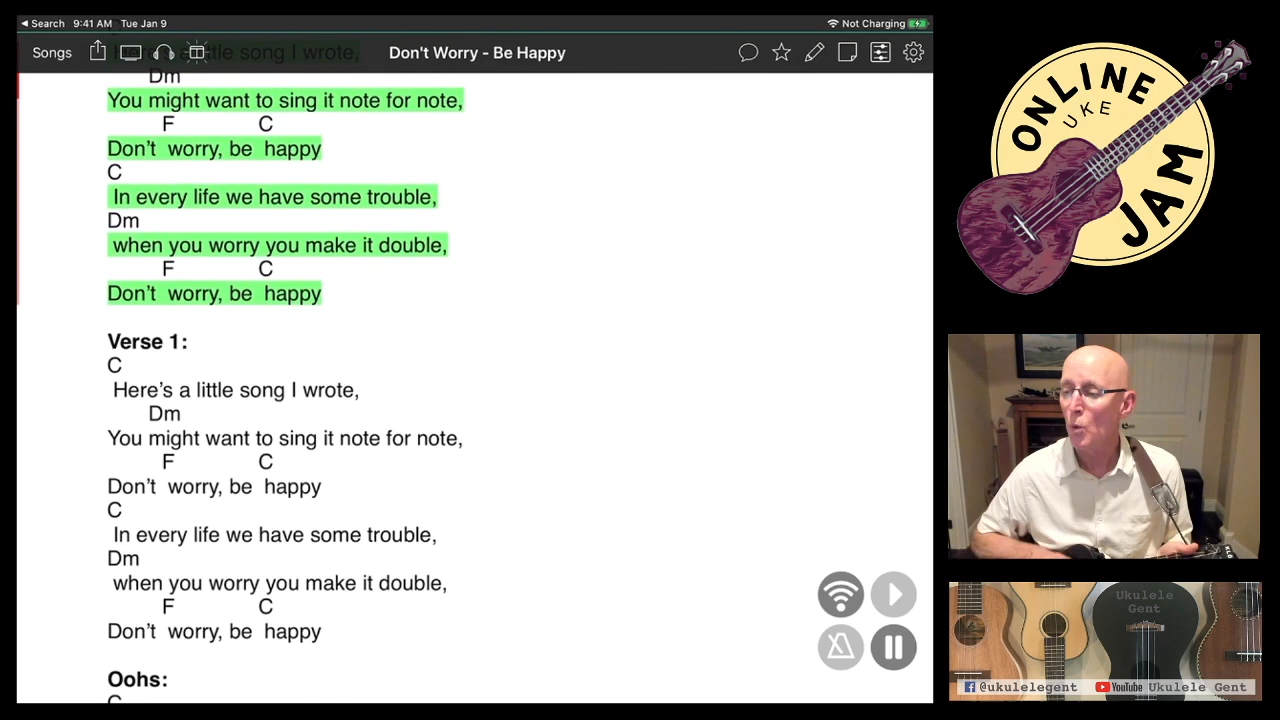 Search 9:41 AM Tue Jan 9 Not Charging
Songs Don't Worry - Be Happy
Here's a little song I wrote,
Dm
You might want to sing it note for note,
F C
Don't worry, be happy
C
In every life we have some trouble,
Dm
when you worry you make it double,
F C
Don't worry, be happy
Verse 1:
C
Here's a little song I wrote,
Dm
You might want to sing it note for note,
F C
Don't worry, be happy
C
In every life we have some trouble,
Dm
when you worry you make it double,
F C
Don't worry, be happy
Oohs:
C
ONLINE
UKE
JAM
Ukulele
Gent
@ukulelegent YouTube Ukulele Gent